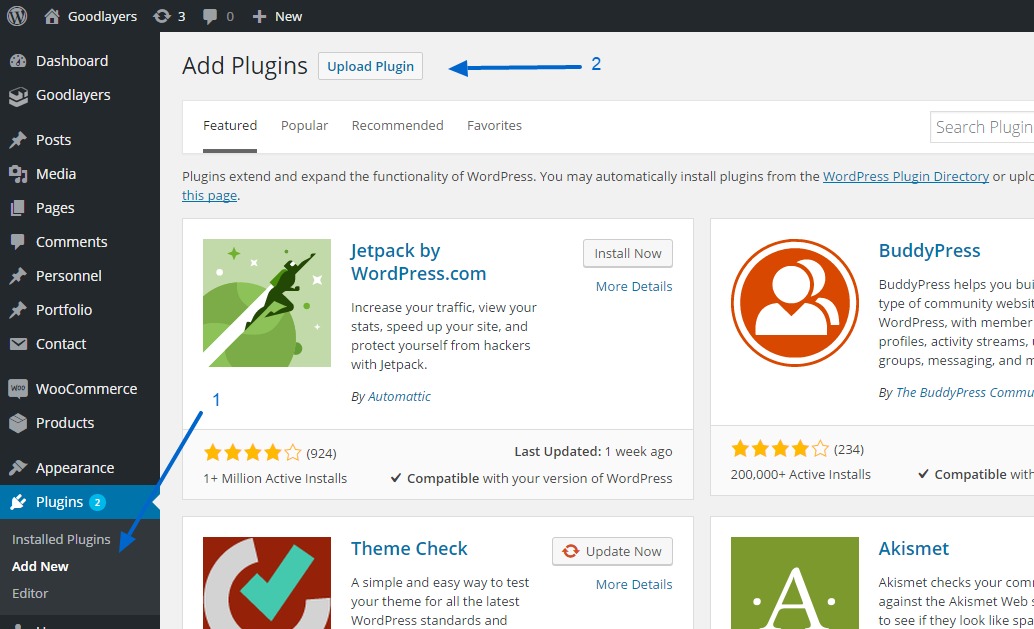 Goodlayers 3 0 New
Dashboard
Goodlayers
Posts
Media
Pages
Comments
Personnel
Portfolio
Contact
WOO WooCommerce
Products
Appearance
Plugins 2
Installed Plugins
Add New
Editor
Add Plugins Upload Plugin
2
1
Featured Popular Recommended Favorites Search Plugin
Plugins extend and expand the functionality of WordPress. You may automatically install plugins from the WordPress Plugin Directory or uplo
this page.
Jetpack by
WordPress.com
Install Now
More Details
Increase your traffic, view your
stats, speed up your site, and
protect yourself from hackers
with Jetpack.
By Automattic
(924)
Last Updated: 1 week ago
1+ Million Active Installs
Compatible with your version of WordPress
BuddyPress
BuddyPress helps you bui
type of community website
WordPress, with member
profiles, activity streams, u
groups, messaging, and m
By The BuddyPress Commu
(234)
200,000+ Active Installs
Compatible with
Theme Check
Update Now
More Details
A simple and easy way to test
your theme for all the latest
WordPress standards and
A
Akismet
Akismet checks your com
against the Akismet Web s
to see if they look like spa